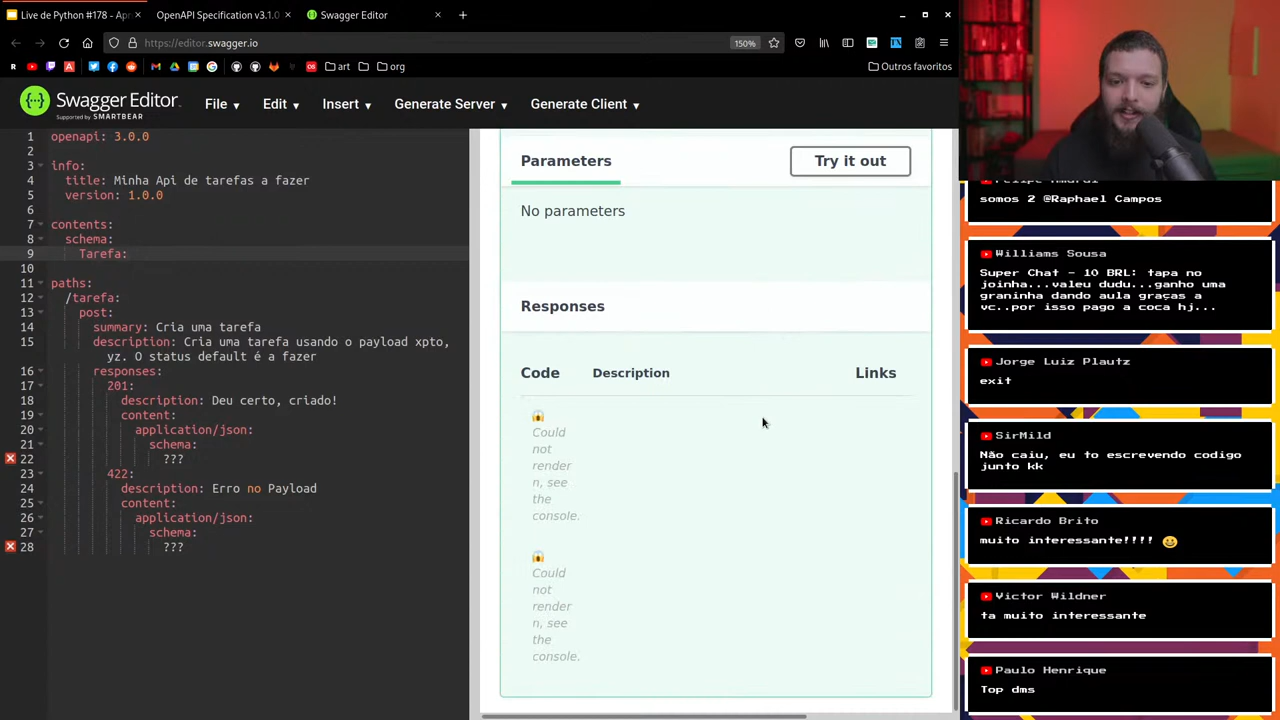 Live de Python #178 - Apr
OpenAPI Specification v3.1.0
Swagger Editor
https://editor.swagger.io
150%
art
org
Outros favoritos
Swagger Editor
Supported by SMARTBEAR
File
Edit
Insert
Generate Server
Generate Client
1 openapi: 3.0.0
2
3 info:
4 title: Minha Api de tarefas a fazer
5 version: 1.0.0
6
7 contents:
8 schema:
9 Tarefa:
10
11 paths:
12 /tarefa:
13 post:
14 summary: Cria uma tarefa
15 description: Cria uma tarefa usando o payload xpto,
yz. O status default é a fazer
16 responses:
17 201:
18 description: Deu certo, criado!
19 content:
20 application/json:
21 schema:
22 ???
23 422:
24 description: Erro no Payload
25 content:
26 application/json:
27 schema:
28 ???
Parameters
Try it out
No parameters
Responses
Code
Description
Links
😱
Could
not
render
n, see
the
console.
😱
Could
not
render
n, see
the
console.
somos 2 @Raphael Campos
Williams Sousa
Super Chat - 10 BRL: tapa no
joinha...valeu dudu...ganho uma
graninha dando aula graças a
vc..por isso pago a coca hj...
Jorge Luiz Plautz
exit
SirMild
Não caiu, eu to escrevendo codigo
junto kk
Ricardo Brito
muito interessante!!!! 😀
Victor Wildner
ta muito interessante
Paulo Henrique
Top dms